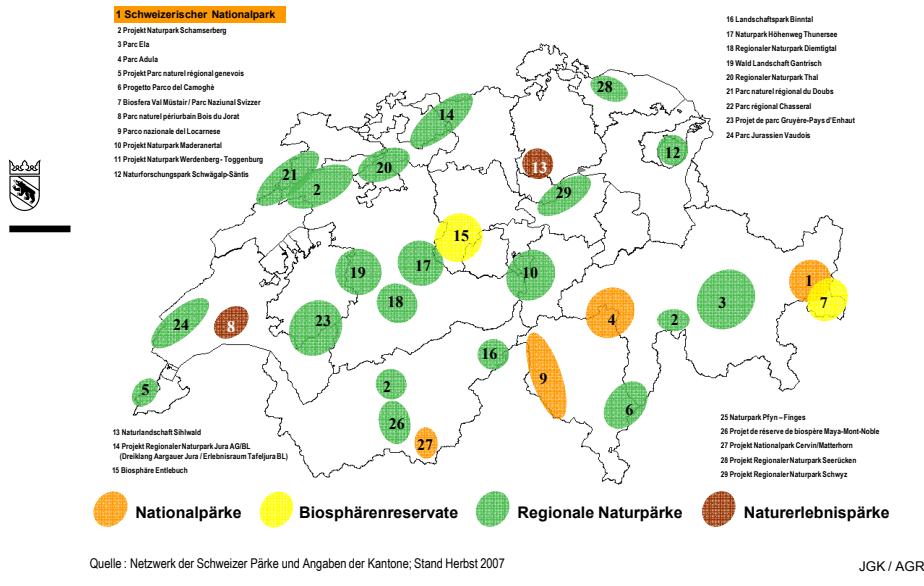 1 Schweizerischer Nationalpark
2 Projekt Naturpark Schamserberg
3 Parc Ela
4 Parc Adula
5 Projekt Parc naturel régional genevois
6 Progetto Parco del Camoghè
7 Biosfera Val Müstair / Parc Naziunal Svizzer
8 Parc naturel périurbain Bois du Jorat
9 Parco nazionale del Locarnese
10 Projekt Naturpark Maderanertal
11 Projekt Naturpark Werdenberg - Toggenburg
12 Naturforschungspark Schwägalp-Säntis
16 Landschaftspark Binntal
17 Naturpark Höhenweg Thunersee
18 Regionaler Naturpark Diemtigtal
19 Wald Landschaft Gantrisch
20 Regionaler Naturpark Thal
21 Parc naturel régional du Doubs
22 Parc régional Chasseral
23 Projet de parc Gruyère-Pays d'Enhaut
24 Parc Jurassien Vaudois
28
14
12
13
20
21
2
29
15
19
17
10
18
1
7
3
4
2
24
8
23
16
9
5
2
6
26
27
13 Naturlandschaft Sihlwald
14 Projekt Regionaler Naturpark Jura AG/BL
(Dreiklang Aargauer Jura / Erlebnisraum Tafeljura BL)
15 Biosphäre Entlebuch
25 Naturpark Pfyn – Finges
26 Projet de réserve de biospère Maya-Mont-Noble
27 Projekt Nationalpark Cervin/Matterhorn
28 Projekt Regionaler Naturpark Seerücken
29 Projekt Regionaler Naturpark Schwyz
Nationalpärke
Biosphärenreservate
Regionale Naturpärke
Naturerlebnispärke
Quelle : Netzwerk der Schweizer Pärke und Angaben der Kantone; Stand Herbst 2007
JGK / AGR